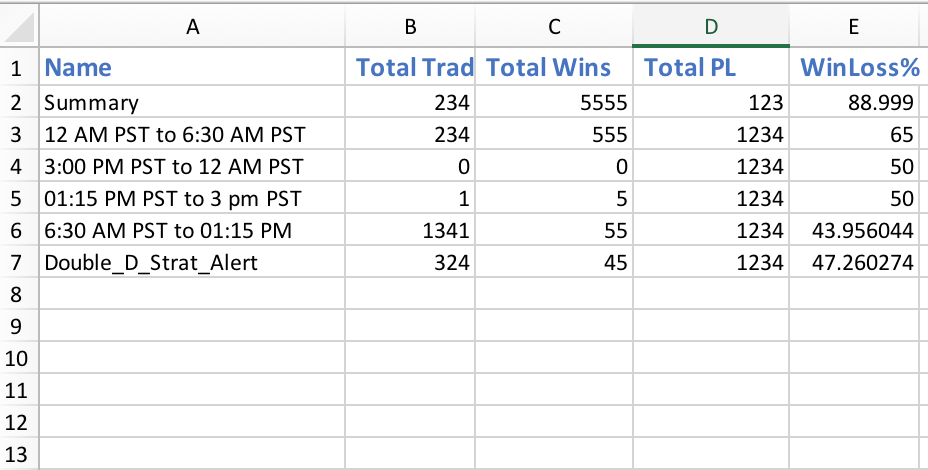 A B C D E
1 Name Total Trad Total Wins Total PL WinLoss%
2 Summary 234 5555 123 88.999
3 12 AM PST to 6:30 AM PST 234 555 1234 65
4 3:00 PM PST to 12 AM PST 0 0 1234 50
5 01:15 PM PST to 3 pm PST 1 5 1234 50
6 6:30 AM PST to 01:15 PM 1341 55 1234 43.956044
7 Double_D_Strat_Alert 324 45 1234 47.260274
8
9
10
11
12
13